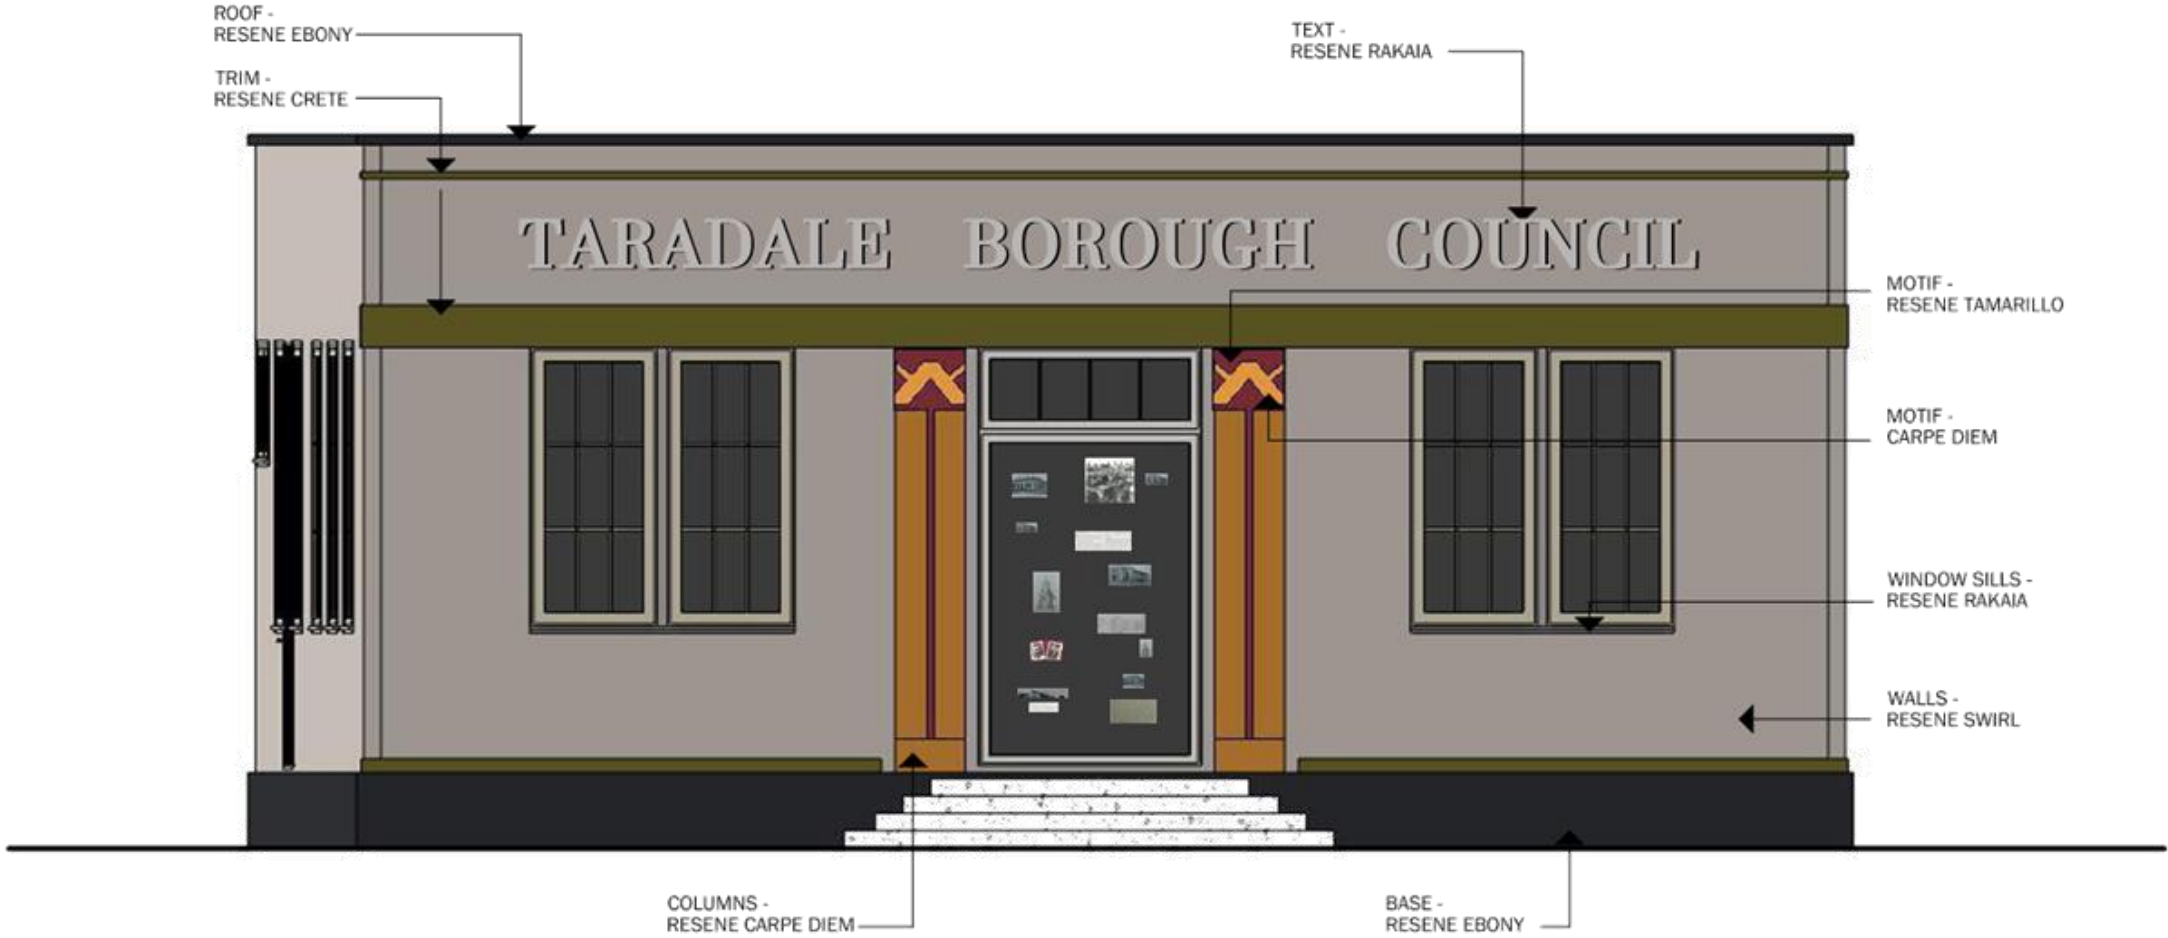 ROOF -
RESENE EBONY
TRIM -
RESENE CRETE
TEXT -
RESENE RAKAIA
TARADALE BOROUGH COUNCIL
MOTIF -
RESENE TAMARILLO
MOTIF -
CARPE DIEM
WINDOW SILLS -
RESENE RAKAIA
WALLS -
RESENE SWIRL
COLUMNS -
RESENE CARPE DIEM
BASE -
RESENE EBONY